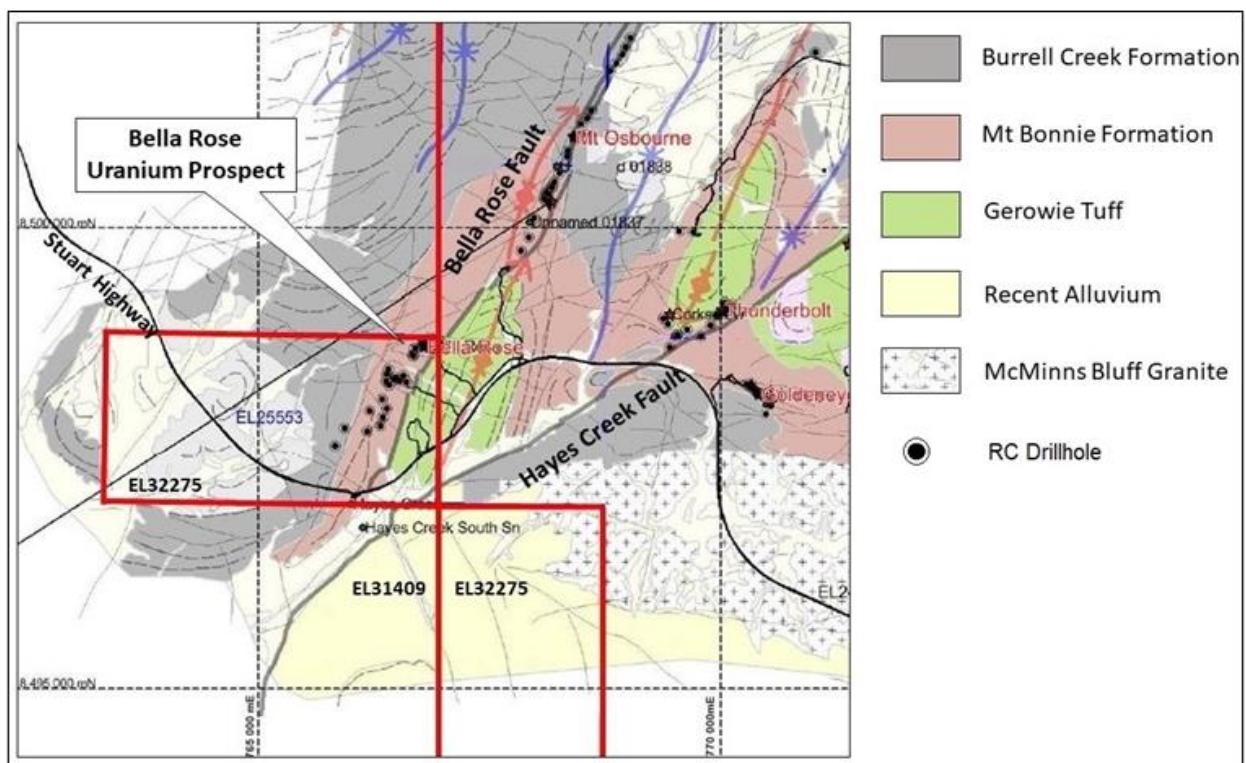 Bella Rose
Uranium Prospect
Stuart Highway
Bella Rose Fault
Mt Osbourne
d 01838
Unnamed 01837
8,500,000 mN
Thunderbolt
Bella Rose
Goldeneye
EL25553
EL32275
Hayes Creek Fault
Hayes Creek South Sn
EL31409
EL32275
8,495,000 mN
765 000 mE
770 000mE
Burrell Creek Formation
Mt Bonnie Formation
Gerowie Tuff
Recent Alluvium
McMinns Bluff Granite
RC Drillhole